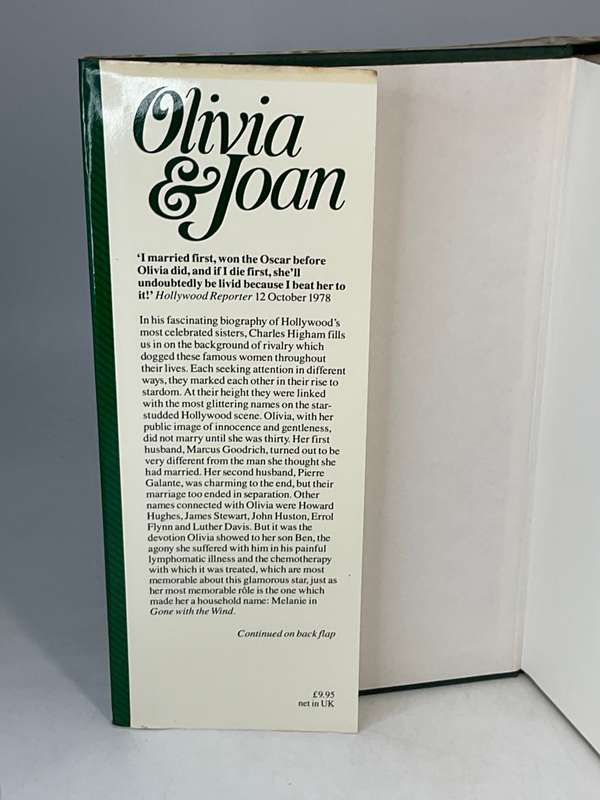 Olivia
& Joan
‘I married first, won the Oscar before
Olivia did, and if I die first, she’ll
undoubtedly be livid because I beat her to
it!’ Hollywood Reporter 12 October 1978
In his fascinating biography of Hollywood’s
most celebrated sisters, Charles Higham fills
us in on the background of rivalry which
dogged these famous women throughout
their lives. Each seeking attention in different
ways, they marked each other in their rise to
stardom. At their height they were linked
with the most glittering names on the star-
studded Hollywood scene. Olivia, with her
public image of innocence and gentleness,
did not marry until she was thirty. Her first
husband, Marcus Goodrich, turned out to be
very different from the man she thought she
had married. Her second husband, Pierre
Galante, was charming to the end, but their
marriage too ended in separation. Other
names connected with Olivia were Howard
Hughes, James Stewart, John Huston, Errol
Flynn and Luther Davis. But it was the
devotion Olivia showed to her son Ben, the
agony she suffered with him in his painful
lymphomatic illness and the chemotherapy
with which it was treated, which are most
memorable about this glamorous star, just as
her most memorable rôle is the one which
made her a household name: Melanie in
Gone with the Wind.
Continued on back flap
£9.95
net in UK